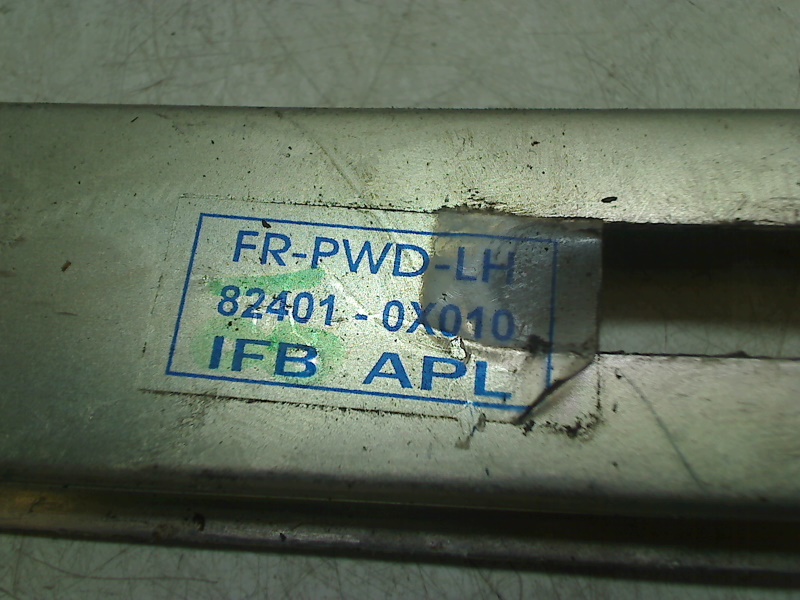 FR-PWD-LH
82401 - 0X010
IFB APL